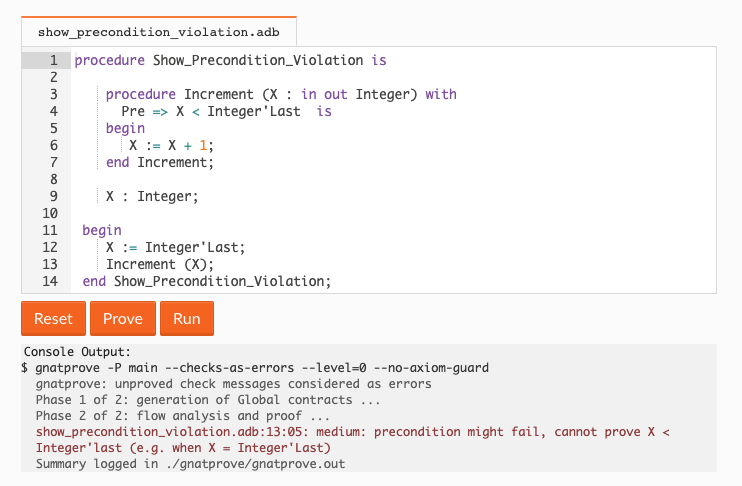 show_precondition_violation.adb
1 procedure Show_Precondition_Violation is
2
3 procedure Increment (X : in out Integer) with
4 Pre => X < Integer'Last is
5 begin
6 X := X + 1;
7 end Increment;
8
9 X : Integer;
10
11 begin
12 X := Integer'Last;
13 Increment (X);
14 end Show_Precondition_Violation;
Reset Prove Run
Console Output:
$ gnatprove -P main --checks-as-errors --level=0 --no-axiom-guard
gnatprove: unproved check messages considered as errors
Phase 1 of 2: generation of Global contracts ...
Phase 2 of 2: flow analysis and proof ...
show_precondition_violation.adb:13:05: medium: precondition might fail, cannot prove X <
Integer'last (e.g. when X = Integer'Last)
Summary logged in ./gnatprove/gnatprove.out